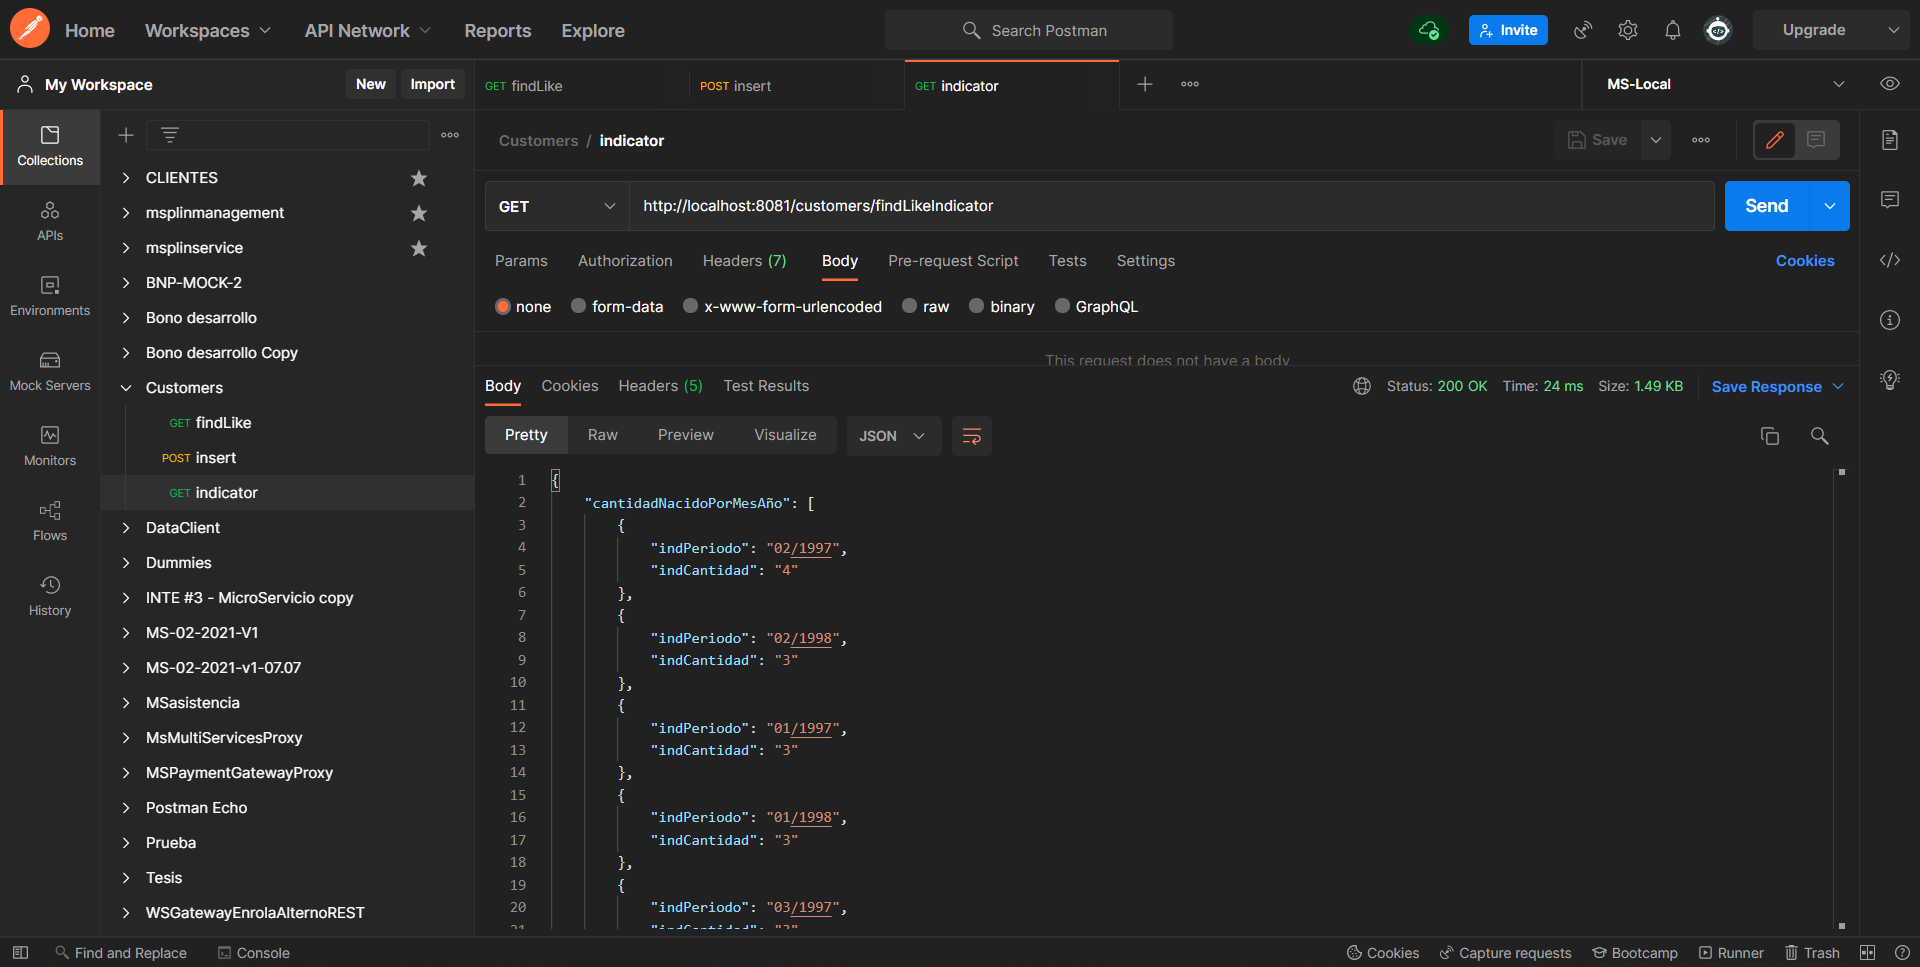 Home Workspaces API Network Reports Explore Search Postman Invite Upgrade
My Workspace New Import GET findLike POST insert GET indicator MS-Local
Collections
APIs
Environments
Mock Servers
Monitors
Flows
History
CLIENTES
msplinmanagement
msplinservice
BNP-MOCK-2
Bono desarrollo
Bono desarrollo Copy
Customers
GET findLike
POST insert
GET indicator
DataClient
Dummies
INTE #3 - MicroServicio copy
MS-02-2021-V1
MS-02-2021-v1-07.07
MSasistencia
MsMultiServicesProxy
MSPaymentGatewayProxy
Postman Echo
Prueba
Tesis
WSGatewayEnrolaAlternoREST
Customers / indicator Save
GET http://localhost:8081/customers/findLikeIndicator Send
Params Authorization Headers (7) Body Pre-request Script Tests Settings Cookies
none form-data x-www-form-urlencoded raw binary GraphQL
This request does not have a body
Body Cookies Headers (5) Test Results Status: 200 OK Time: 24 ms Size: 1.49 KB Save Response
Pretty Raw Preview Visualize JSON
1 {
2 "cantidadNacidoPorMesAño": [
3 {
4 "indPeriodo": "02/1997",
5 "indCantidad": "4"
6 },
7 {
8 "indPeriodo": "02/1998",
9 "indCantidad": "3"
10 },
11 {
12 "indPeriodo": "01/1997",
13 "indCantidad": "3"
14 },
15 {
16 "indPeriodo": "01/1998",
17 "indCantidad": "3"
18 },
19 {
20 "indPeriodo": "03/1997",
Find and Replace Console Cookies Capture requests Bootcamp Runner Trash